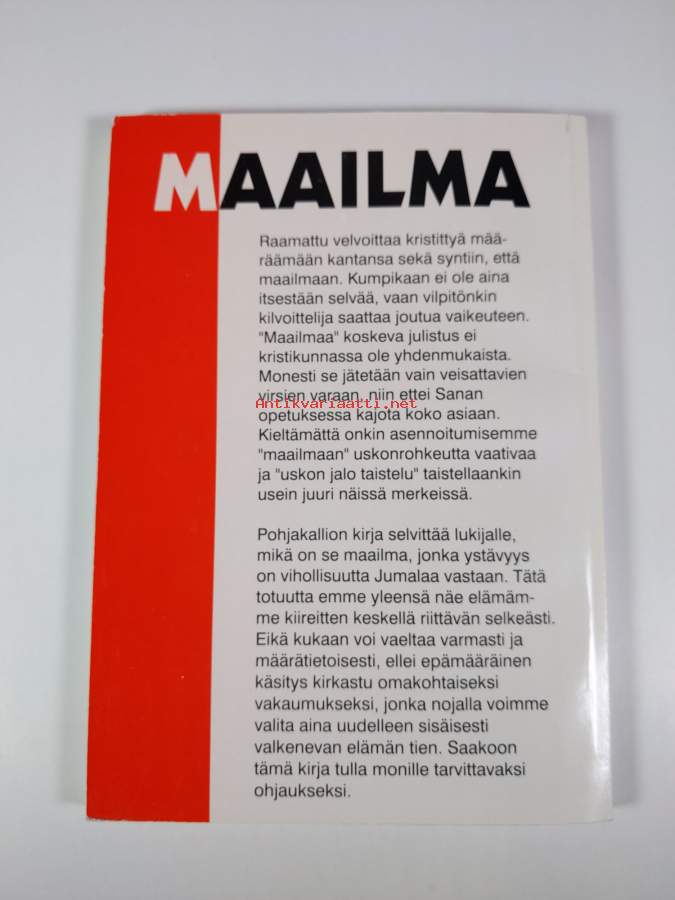 MAAILMA
Raamattu velvoittaa kristittyä mää-
räämään kantansa sekä syntiin, että
maailmaan. Kumpikaan ei ole aina
itsestään selvää, vaan vilpitönkin
kilvoittelija saattaa joutua vaikeuteen.
"Maailmaa" koskeva julistus ei
kristikunnassa ole yhdenmukaista.
Monesti se jätetään vain veisattavien
virsien varaan, niin ettei Sanan
Antikvariaatti.net
opetuksessa kajota koko asiaan.
Kieltämättä onkin asennoitumisemme
"maailmaan" uskonrohkeutta vaativaa
ja "uskon jalo taistelu" taistellaankin
usein juuri näissä merkeissä.
Pohjakallion kirja selvittää lukijalle,
mikä on se maailma, jonka ystävyys
on vihollisuutta Jumalaa vastaan. Tätä
totuutta emme yleensä näe elämäm-
me kiireitten keskellä riittävän selkeästi.
Eikä kukaan voi vaeltaa varmasti ja
määrätietoisesti, ellei epämääräinen
käsitys kirkastu omakohtaiseksi
vakaumukseksi, jonka nojalla voimme
valita aina uudelleen sisäisesti
valkenevan elämän tien. Saakoon
tämä kirja tulla monille tarvittavaksi
ohjaukseksi.